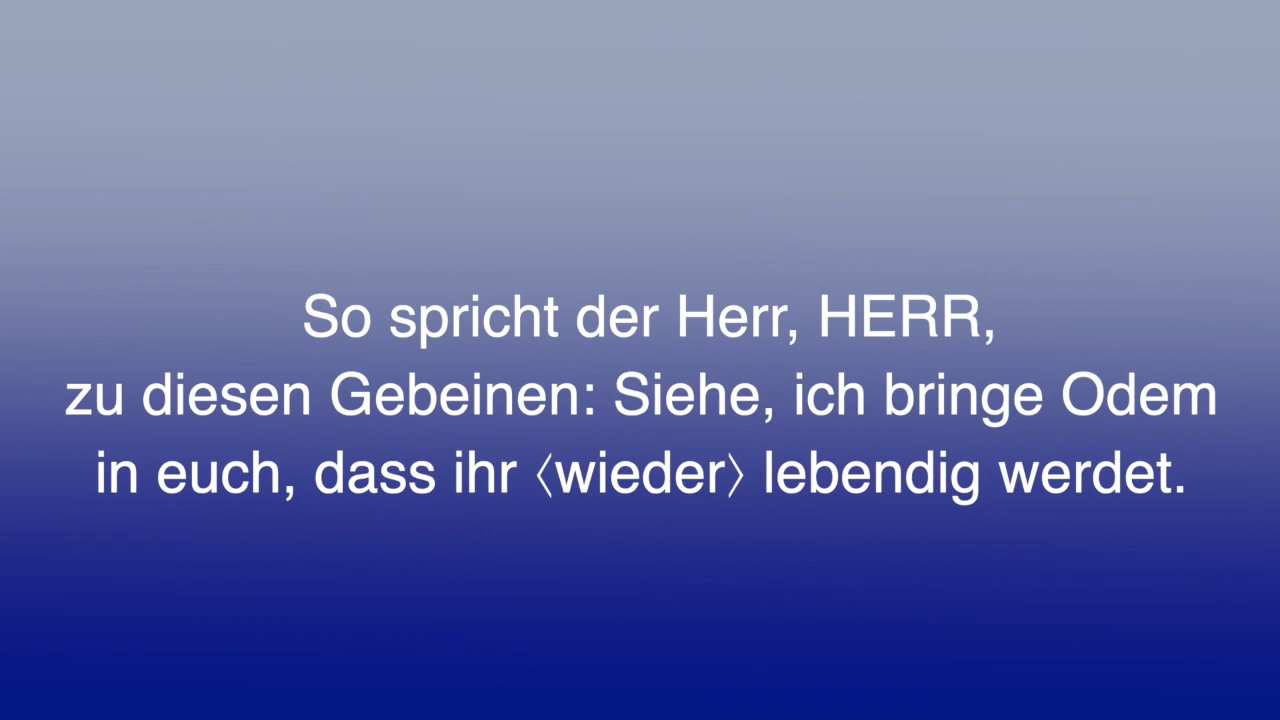 So spricht der Herr, HERR,
zu diesen Gebeinen: Siehe, ich bringe Odem
in euch, dass ihr ⟨wieder⟩ lebendig werdet.